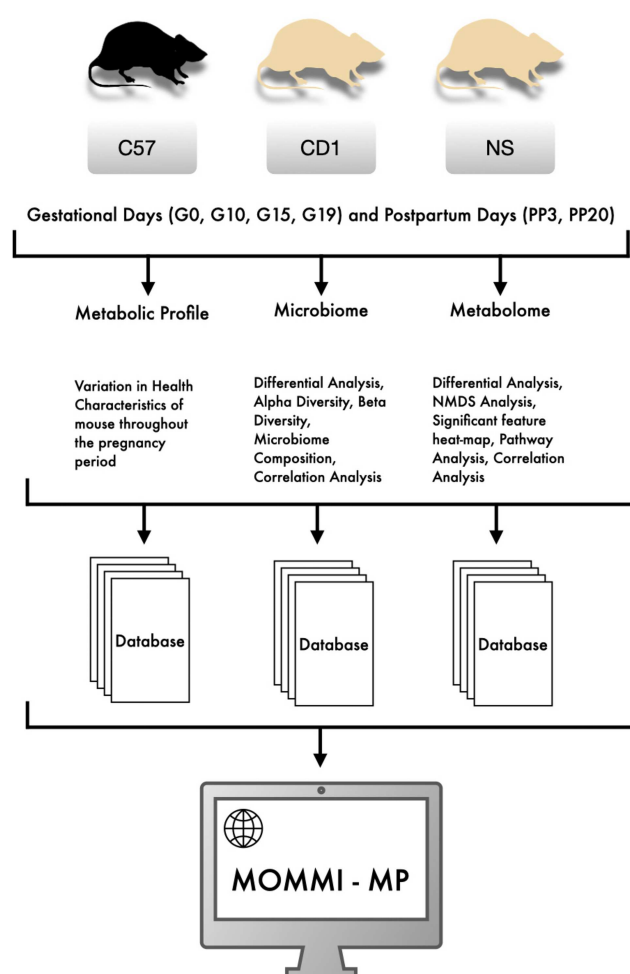 C57
CD1
NS
Gestational Days (G0, G10, G15, G19) and Postpartum Days (PP3, PP20)
Metabolic Profile
Microbiome
Metabolome
Variation in Health
Characteristics of
mouse throughout
the pregnancy
period
Differential Analysis,
Alpha Diversity, Beta
Diversity,
Microbiome
Composition,
Correlation Analysis
Differential Analysis,
NMDS Analysis,
Significant feature
heat-map, Pathway
Analysis, Correlation
Analysis
Database
Database
Database
MOMMI - MP